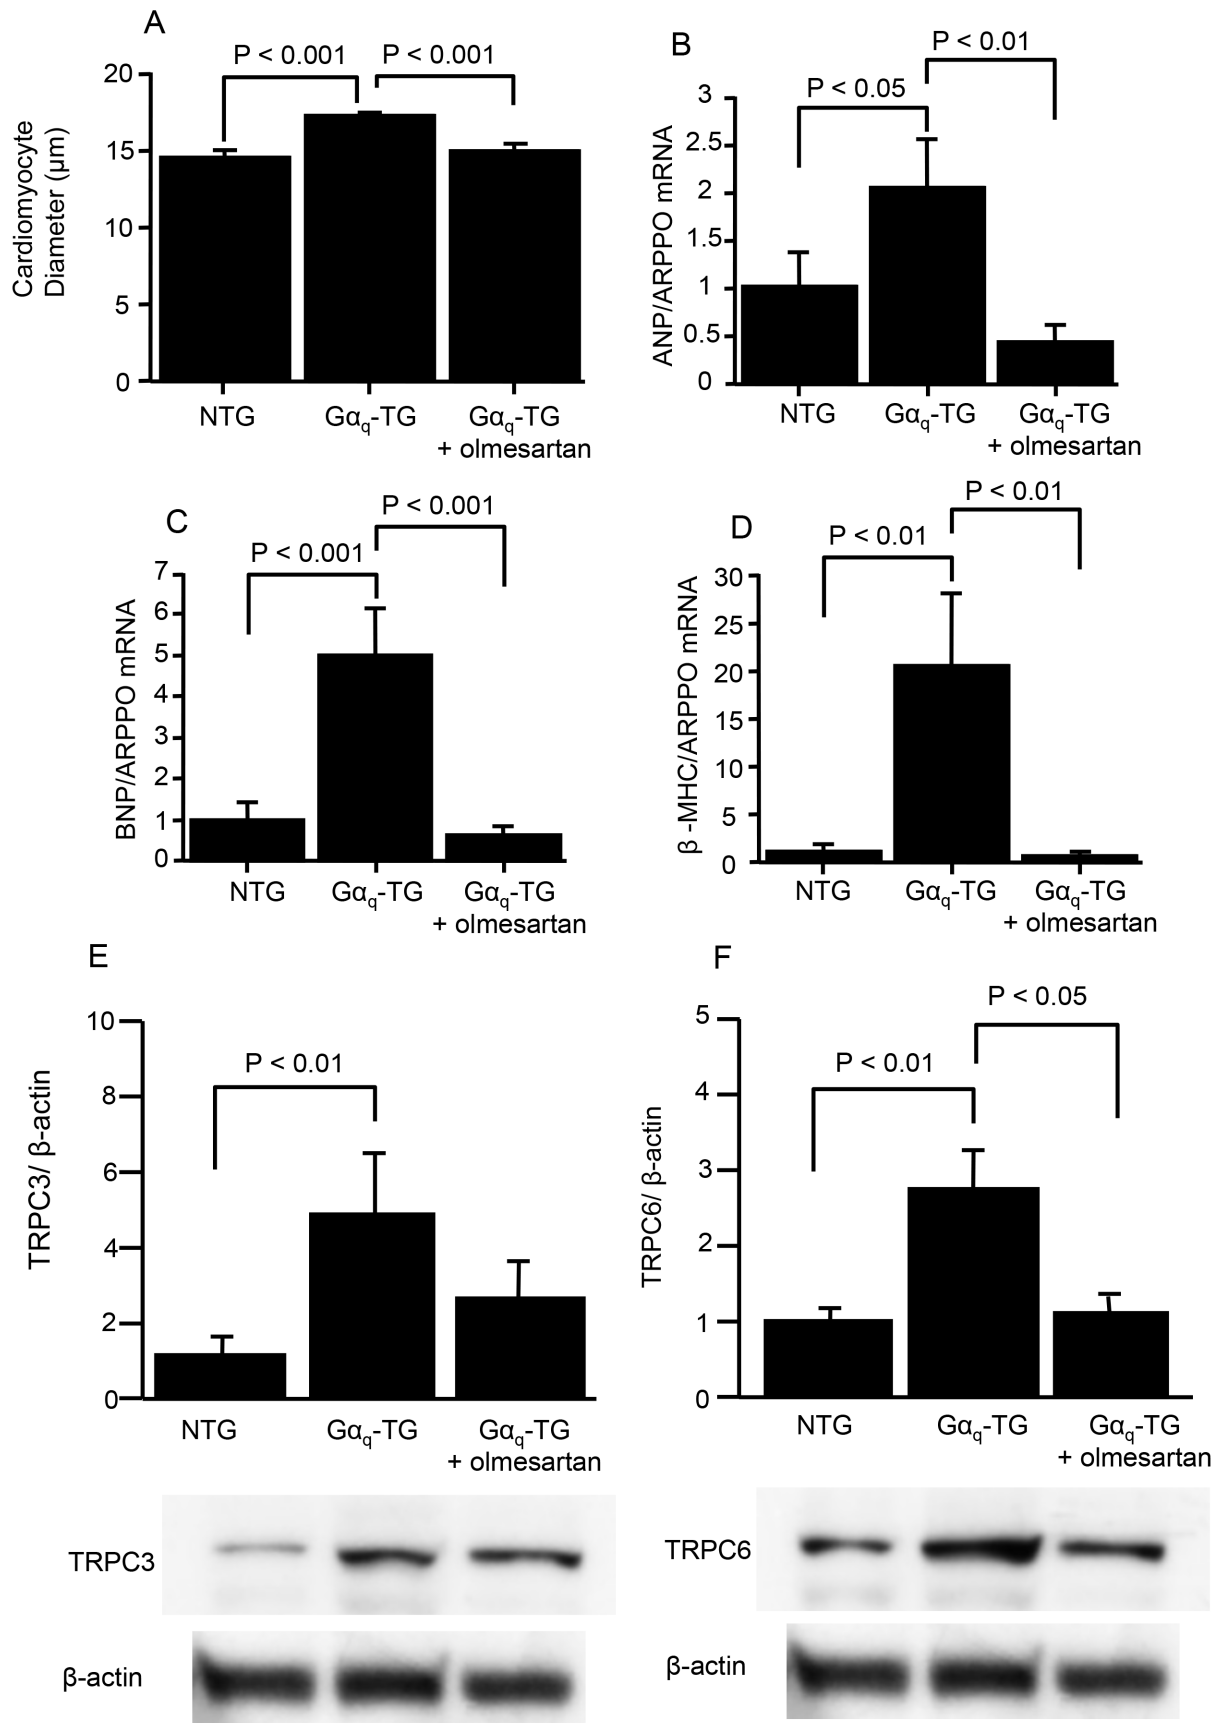 A
P < 0.001
P < 0.001
Cardiomyocyte
Diameter (µm)
20
15
10
5
0
NTG
Gαq-TG
Gαq-TG
+ olmesartan
B
P < 0.01
P < 0.05
ANP/ARPPO mRNA
3
2.5
2
1.5
1
0.5
0
NTG
Gαq-TG
Gαq-TG
+ olmesartan
C
P < 0.001
P < 0.001
BNP/ARPPO mRNA
7
6
5
4
3
2
1
0
NTG
Gαq-TG
Gαq-TG
+ olmesartan
D
P < 0.01
P < 0.01
β -MHC/ARPPO mRNA
30
25
20
15
10
5
0
NTG
Gαq-TG
Gαq-TG
+ olmesartan
E
P < 0.01
TRPC3/ β-actin
10
8
6
4
2
0
NTG
Gαq-TG
Gαq-TG
+ olmesartan
TRPC3
β-actin
F
P < 0.05
P < 0.01
TRPC6/ β-actin
5
4
3
2
1
0
NTG
Gαq-TG
Gαq-TG
+ olmesartan
TRPC6
β-actin